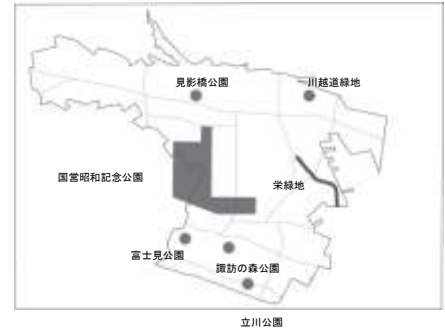 見影橋公園
川越道緑地
国営昭和記念公園
栄緑地
富士見公園
諏訪の森公園
立川公園